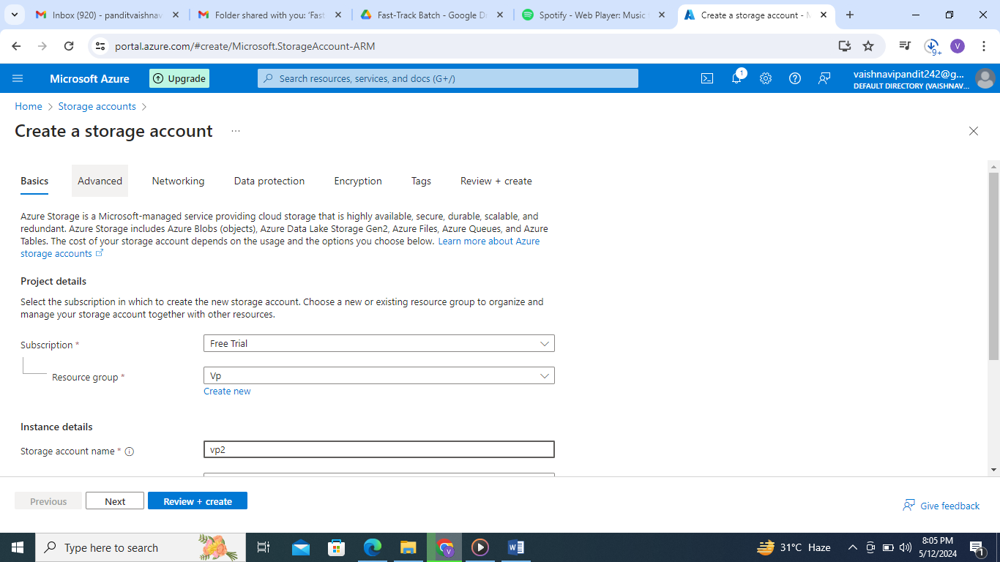 Inbox (920) - panditvaishnav
Folder shared with you: 'Fast
Fast-Track Batch - Google Dr
Spotify - Web Player: Music f
Create a storage account - M
portal.azure.com/#create/Microsoft.StorageAccount-ARM
9+
V
Microsoft Azure
Upgrade
Search resources, services, and docs (G+/)
1
vaishnavipandit242@g...
DEFAULT DIRECTORY (VAISHNAV...
Home > Storage accounts >
Create a storage account ...
Basics Advanced Networking Data protection Encryption Tags Review + create
Azure Storage is a Microsoft-managed service providing cloud storage that is highly available, secure, durable, scalable, and
redundant. Azure Storage includes Azure Blobs (objects), Azure Data Lake Storage Gen2, Azure Files, Azure Queues, and Azure
Tables. The cost of your storage account depends on the usage and the options you choose below. Learn more about Azure
storage accounts
Project details
Select the subscription in which to create the new storage account. Choose a new or existing resource group to organize and
manage your storage account together with other resources.
Subscription * Free Trial
Resource group * Vp
Create new
Instance details
Storage account name * vp2
Previous Next Review + create
Give feedback
Type here to search
31°C Haze
8:05 PM
5/12/2024
1